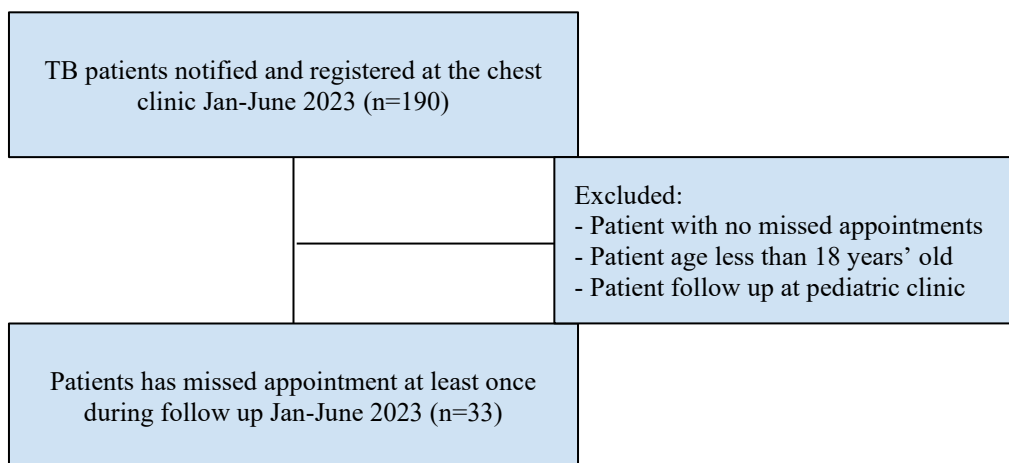 TB patients notified and registered at the chest
clinic Jan-June 2023 (n=190)
Excluded:
- Patient with no missed appointments
- Patient age less than 18 years’ old
- Patient follow up at pediatric clinic
Patients has missed appointment at least once
during follow up Jan-June 2023 (n=33)